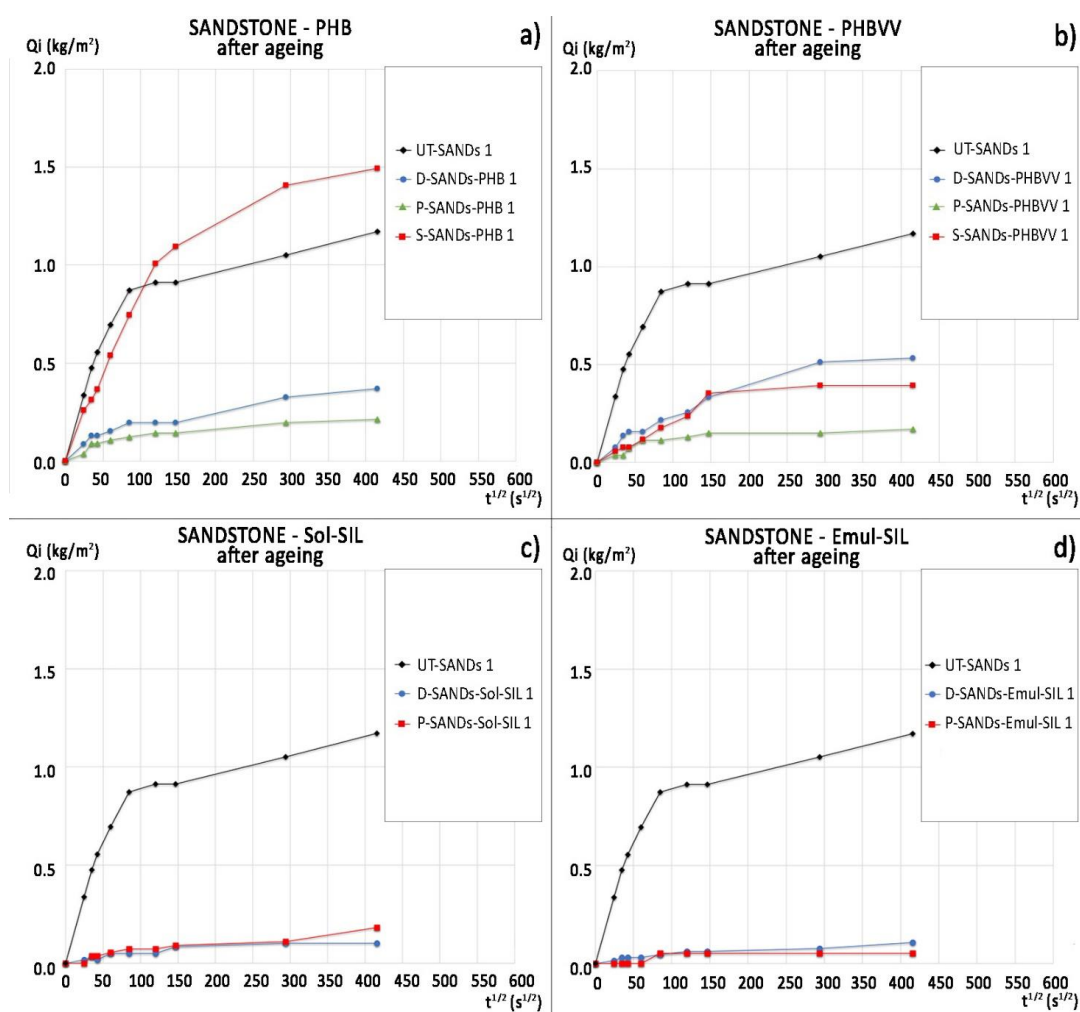 SANDSTONE - PHB
after ageing
a)
Qi (kg/m²)
2.0
1.5
1.0
0.5
0.0
UT-SANDs 1
D-SANDs-PHB 1
P-SANDs-PHB 1
S-SANDs-PHB 1
0 50 100 150 200 250 300 350 400 450 500 550 600
t^1/2 (s^1/2)
SANDSTONE - PHBVV
after ageing
b)
Qi (kg/m²)
2.0
1.5
1.0
0.5
0.0
UT-SANDs 1
D-SANDs-PHBVV 1
P-SANDs-PHBVV 1
S-SANDs-PHBVV 1
0 50 100 150 200 250 300 350 400 450 500 550 600
t^1/2 (s^1/2)
SANDSTONE - Sol-SIL
after ageing
c)
Qi (kg/m²)
2.0
1.5
1.0
0.5
0.0
UT-SANDs 1
D-SANDs-Sol-SIL 1
P-SANDs-Sol-SIL 1
0 50 100 150 200 250 300 350 400 450 500 550 600
t^1/2 (s^1/2)
SANDSTONE - Emul-SIL
after ageing
d)
Qi (kg/m²)
2.0
1.5
1.0
0.5
0.0
UT-SANDs 1
D-SANDs-Emul-SIL 1
P-SANDs-Emul-SIL 1
0 50 100 150 200 250 300 350 400 450 500 550 600
t^1/2 (s^1/2)